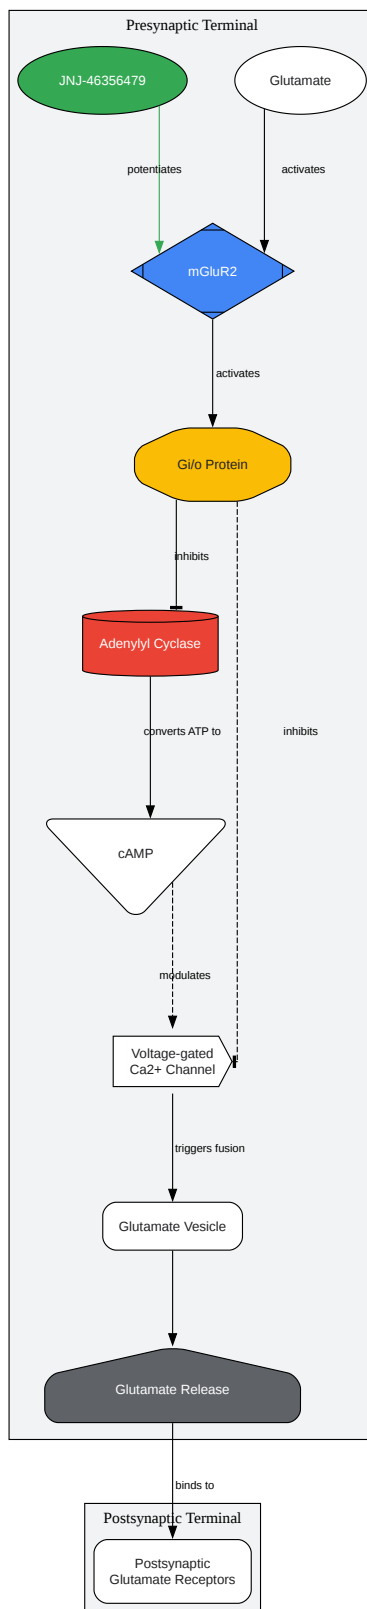 Presynaptic Terminal
JNJ-46356479
Glutamate
potentiates
activates
mGluR2
activates
Gi/o Protein
inhibits
Adenylyl Cyclase
converts ATP to
inhibits
cAMP
modulates
Voltage-gated
Ca2+ Channel
triggers fusion
Glutamate Vesicle
Glutamate Release
binds to
Postsynaptic Terminal
Postsynaptic
Glutamate Receptors